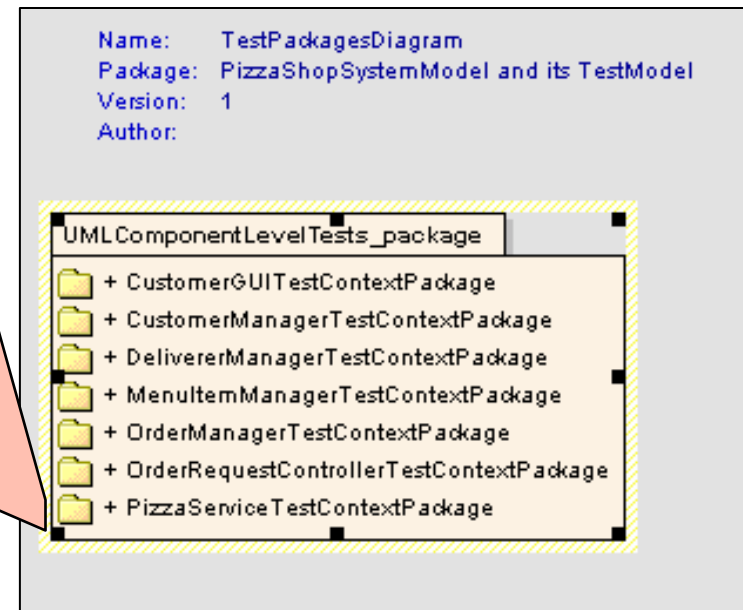 Name: TestPackagesDiagram
Package: PizzaShopSystemModel and its TestModel
Version: 1
Author:
UMLComponentLevelTests_package
+ CustomerGUITestContextPackage
+ CustomerManagerTestContextPackage
+ DelivererManagerTestContextPackage
+ MenuItemManagerTestContextPackage
+ OrderManagerTestContextPackage
+ OrderRequestControllerTestContextPackage
+ PizzaServiceTestContextPackage